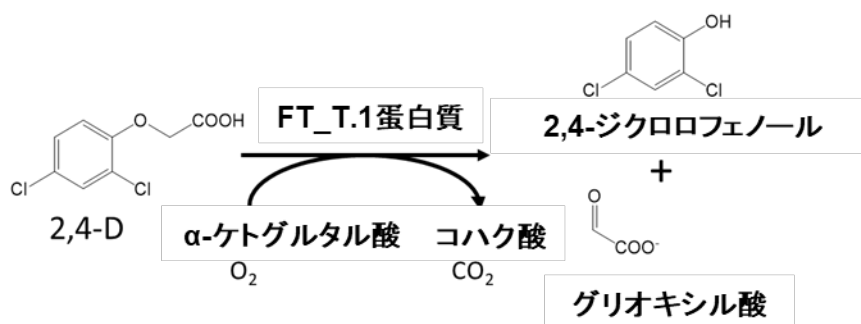 OH
Cl
Cl
FT_T.1蛋白質
2,4-ジクロロフェノール
O
COOH
Cl
Cl
2,4-D
+
α-ケトグルタル酸
コハク酸
O₂
CO₂
O
COO⁻
グリオキシル酸